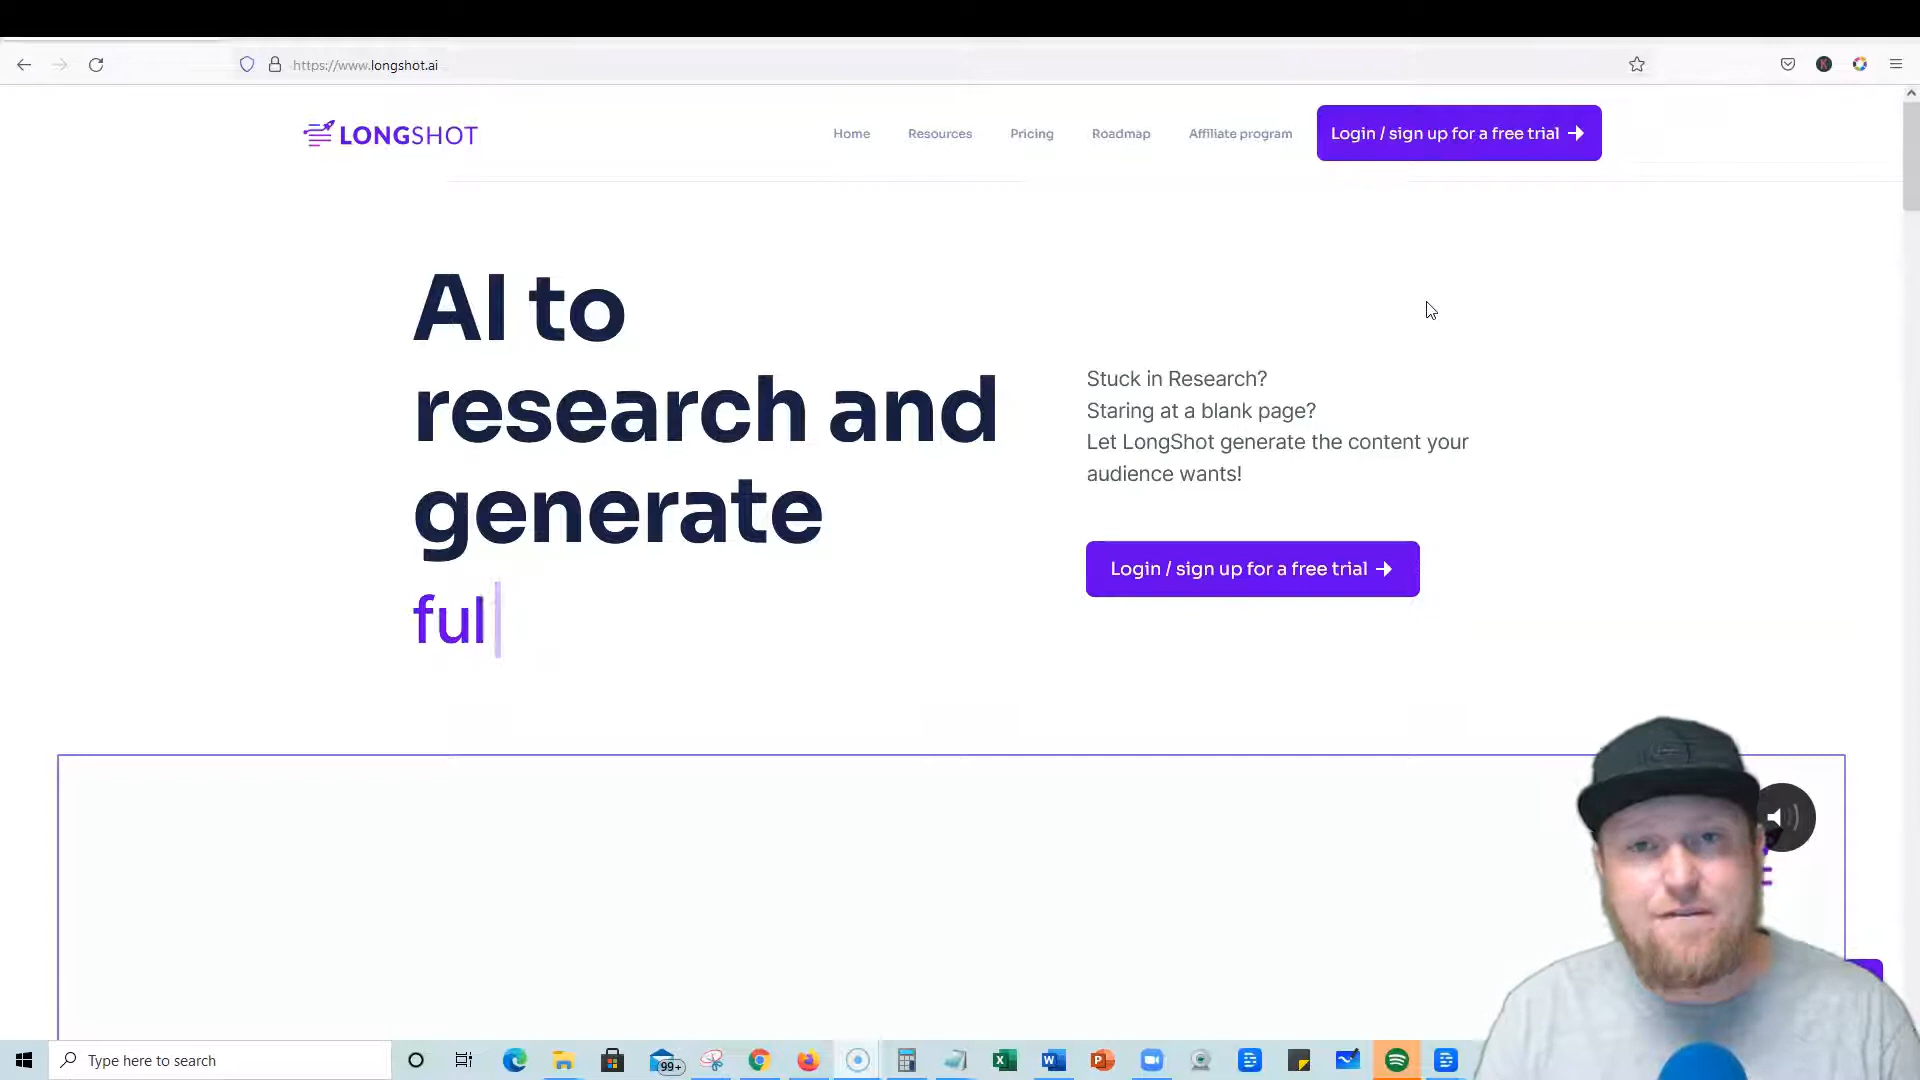 https://www.longshot.ai
LONGSHOT
Home
Resources
Pricing
Roadmap
Affiliate program
Login / sign up for a free trial
AI to
research and
generate
ful
Stuck in Research?
Staring at a blank page?
Let LongShot generate the content your
audience wants!
Login / sign up for a free trial
Type here to search
99+